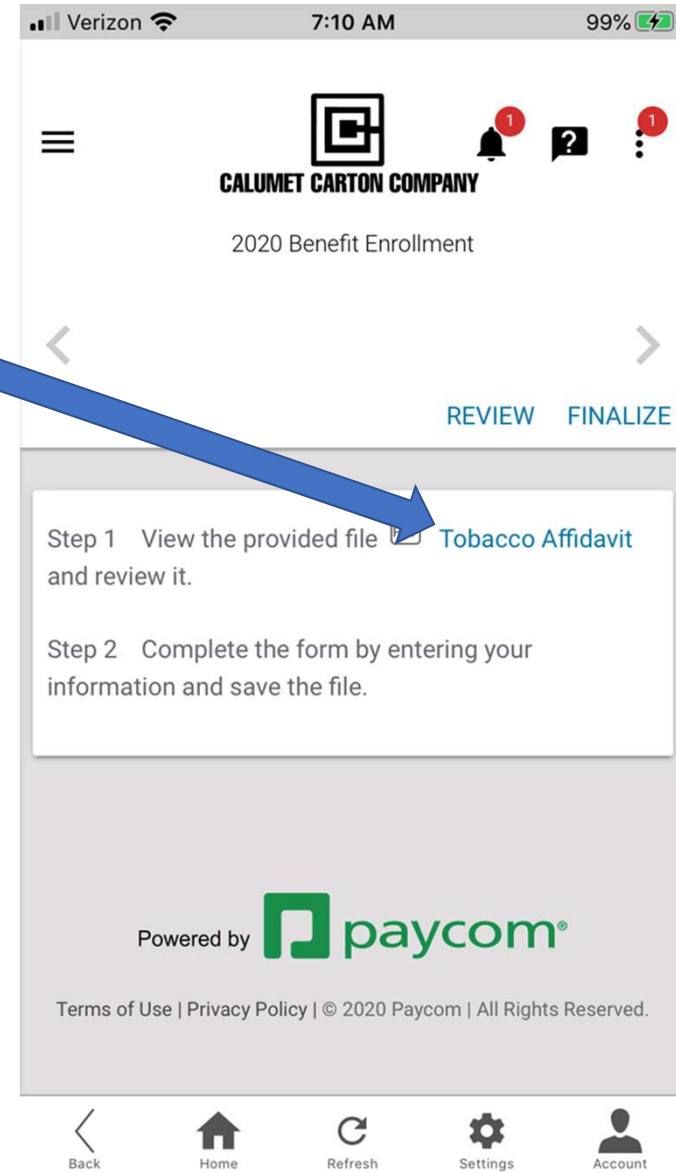 Verizon 7:10 AM 99%
1 ? 1
CALUMET CARTON COMPANY
2020 Benefit Enrollment
REVIEW FINALIZE
Step 1 View the provided file Tobacco Affidavit
and review it.
Step 2 Complete the form by entering your
information and save the file.
Powered by paycom®
Terms of Use | Privacy Policy | © 2020 Paycom | All Rights Reserved.
Back Home Refresh Settings Account